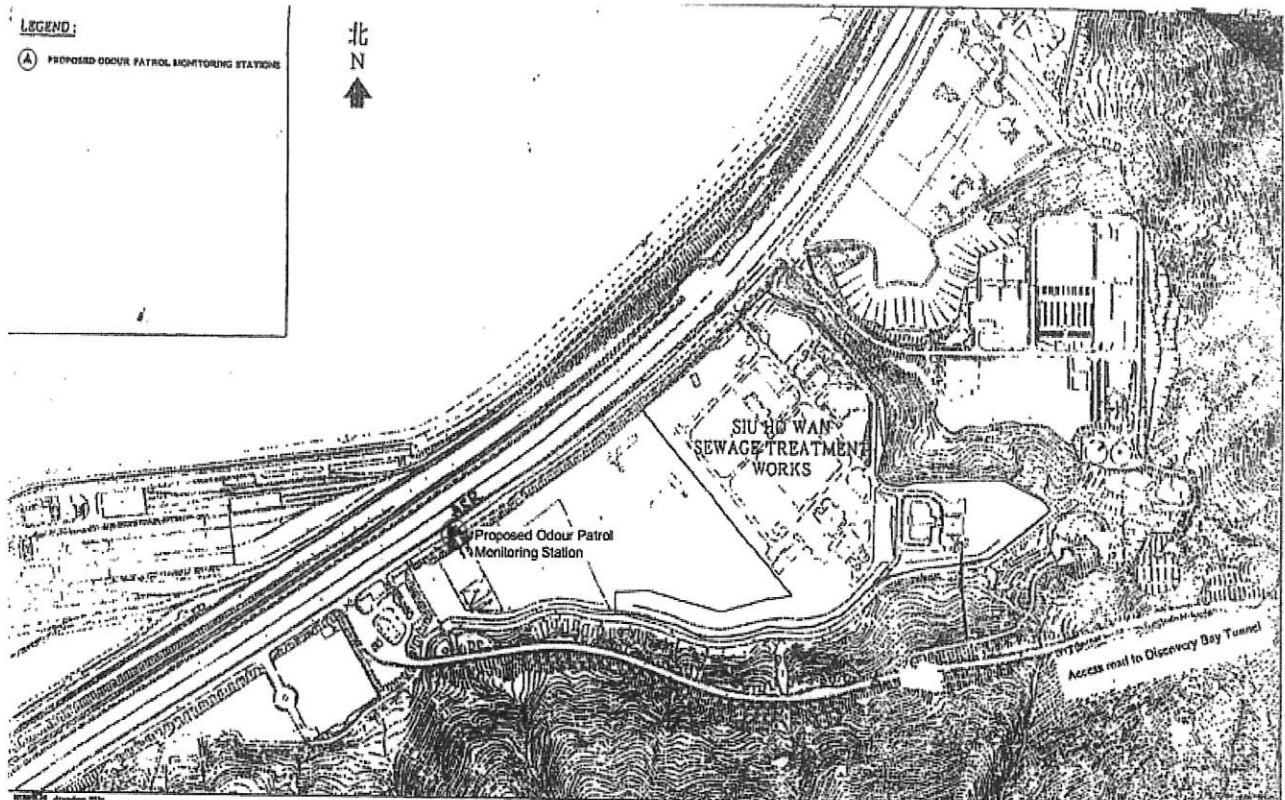 LEGEND:
A PROPOSED ODOUR PATROL MONITORING STATIONS
北
N
SIU HO WAN
SEWAGE TREATMENT
WORKS
Proposed Odour Patrol
Monitoring Station
Access road to Discovery Bay Tunnel